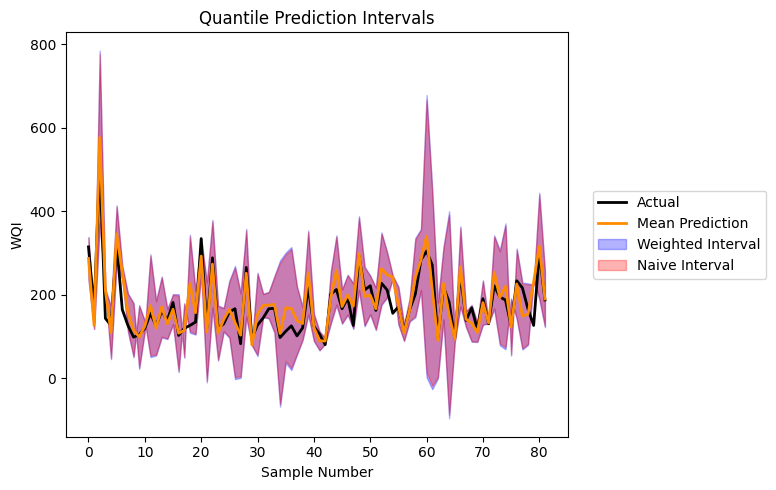 Quantile Prediction Intervals
WQI
800
600
400
200
0
0 10 20 30 40 50 60 70 80
Sample Number
Actual
Mean Prediction
Weighted Interval
Naive Interval